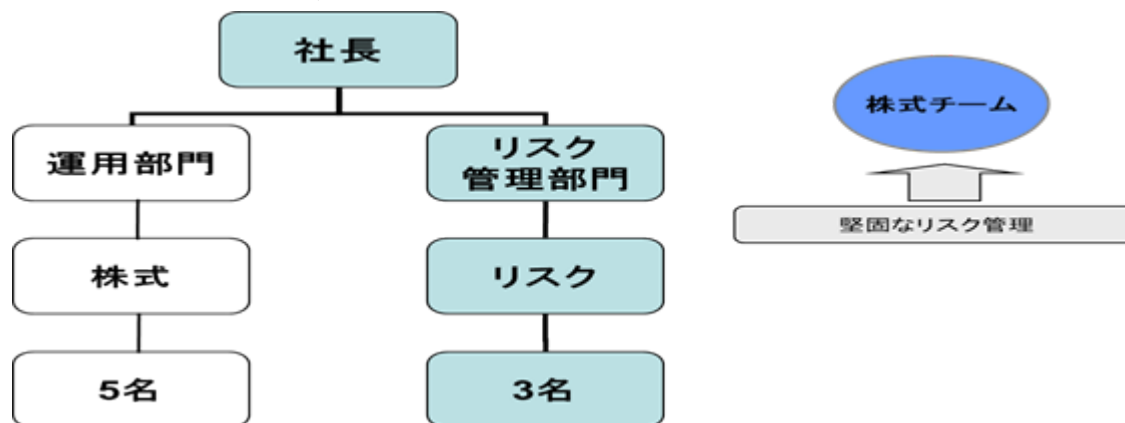 社長
運用部門
リスク
管理部門
株式
リスク
5名
3名
株式チーム
堅固なリスク管理